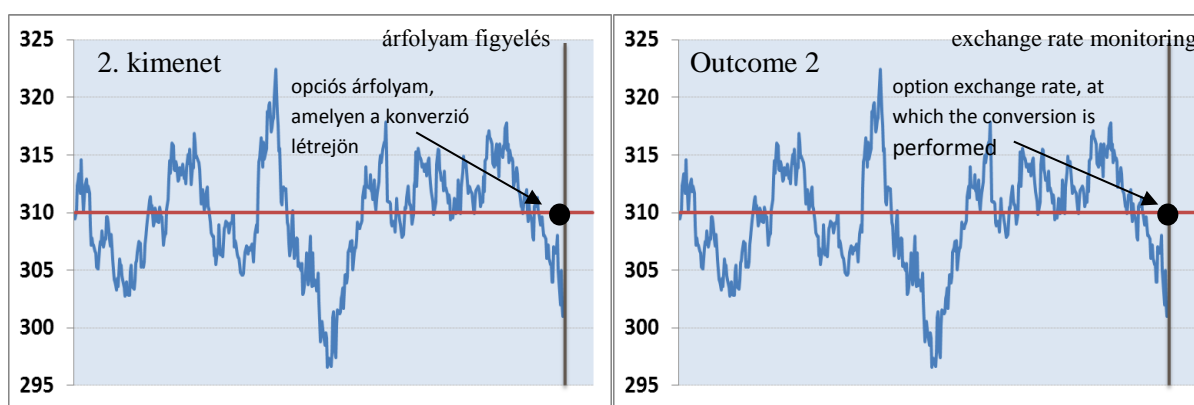 325
320
315
310
305
300
295
árfolyam figyelés
2. kimenet
opciós árfolyam,
amelyen a konverzió
létrejön
325
320
315
310
305
300
295
exchange rate monitoring
Outcome 2
option exchange rate, at
which the conversion is
performed